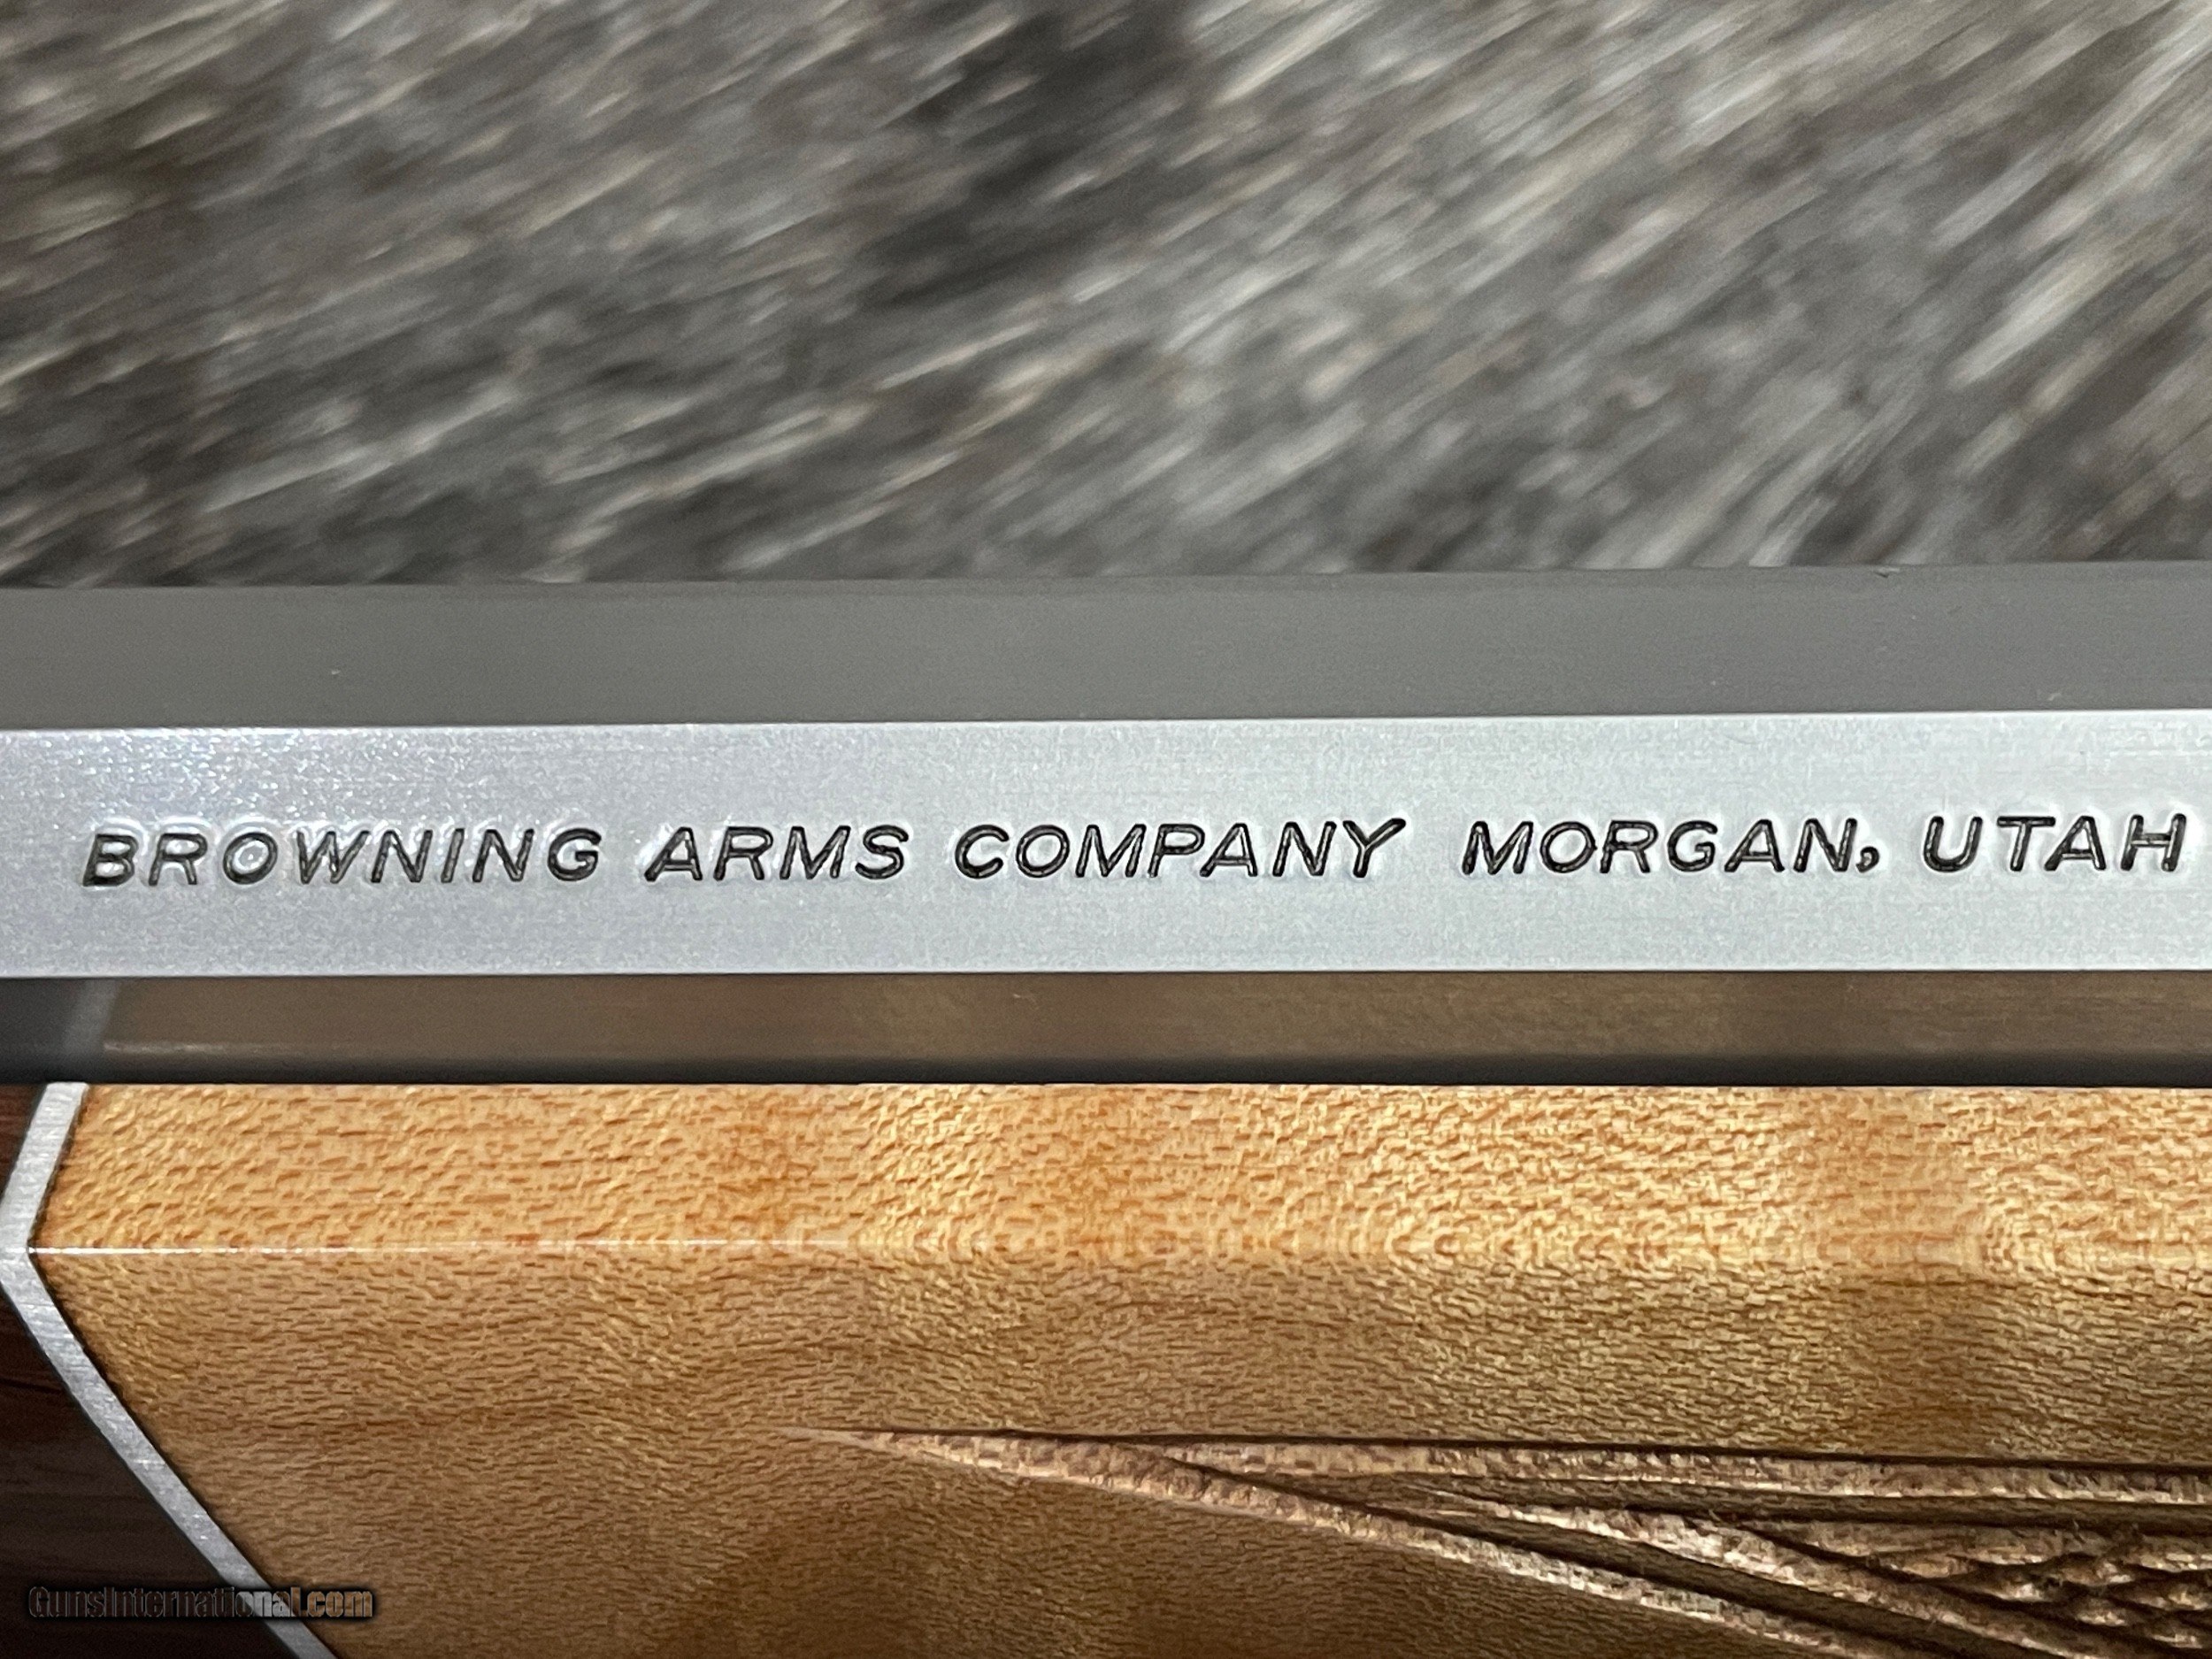 BROWNING ARMS COMPANY MORGAN, UTAH
GunsInternational.com